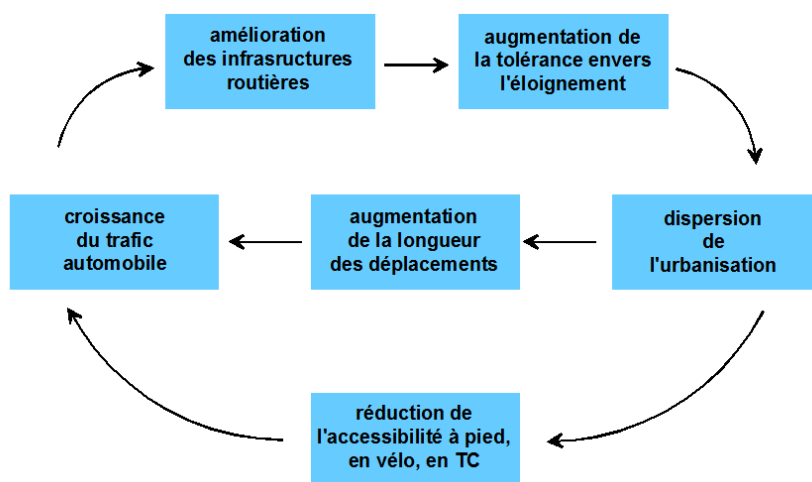 amélioration
des infrasructures
routières
augmentation de
la tolérance envers
l'éloignement
croissance
du trafic
automobile
augmentation
de la longueur
des déplacements
dispersion
de
l'urbanisation
réduction de
l'accessibilité à pied,
en vélo, en TC